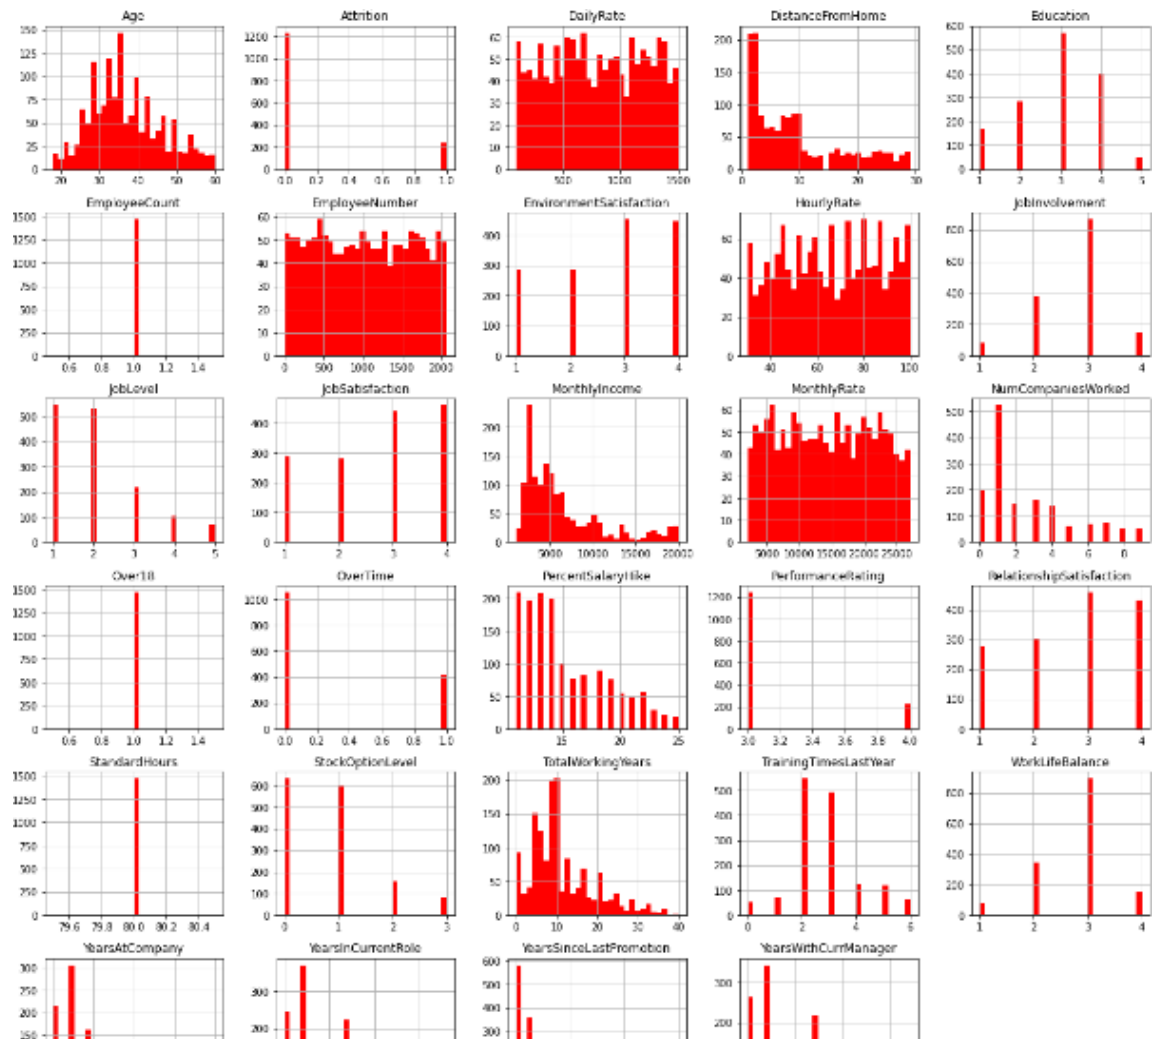 Age Attrition DailyRate DistanceFromHome Education
150 125 100 75 50 25 0
20 30 40 50 60
1200 1000 800 600 400 200 0
0.0 0.2 0.4 0.6 0.8 1.0
60 50 40 30 20 10 0
500 1000 1500
200 150 100 50 0
0 10 20 30
600 500 400 300 200 100 0
1 2 3 4 5
EmployeeCount EmployeeNumber EnvironmentSatisfaction HourlyRate JobInvolvement
1500 1250 1000 750 500 250 0
0.6 0.8 1.0 1.2 1.4
60 50 40 30 20 10 0
0 500 1000 1500 2000
400 300 200 100 0
1 2 3 4
60 40 20 0
40 60 80 100
800 600 400 200 0
1 2 3 4
JobLevel JobSatisfaction MonthlyIncome MonthlyRate NumCompaniesWorked
500 400 300 200 100 0
1 2 3 4 5
400 300 200 100 0
1 2 3 4
200 150 100 50 0
5000 10000 15000 20000
60 50 40 30 20 10 0
5000 10000 15000 20000 25000
500 400 300 200 100 0
0 2 4 6 8
Over18 OverTime PercentSalaryHike PerformanceRating RelationshipSatisfaction
1500 1250 1000 750 500 250 0
0.6 0.8 1.0 1.2 1.4
1000 800 600 400 200 0
0.0 0.2 0.4 0.6 0.8 1.0
200 150 100 50 0
15 20 25
1200 1000 800 600 400 200 0
3.0 3.2 3.4 3.6 3.8 4.0
400 300 200 100 0
1 2 3 4
StandardHours StockOptionLevel TotalWorkingYears TrainingTimesLastYear WorkLifeBalance
1500 1250 1000 750 500 250 0
79.6 79.8 80.0 80.2 80.4
600 500 400 300 200 100 0
0 1 2 3
200 150 100 50 0
0 10 20 30 40
500 400 300 200 100 0
0 2 4 6
800 600 400 200 0
1 2 3 4
YearsAtCompany YearsInCurrentRole YearsSinceLastPromotion YearsWithCurrManager
300 250 200 150
300 200
600 500 400 300
300 200